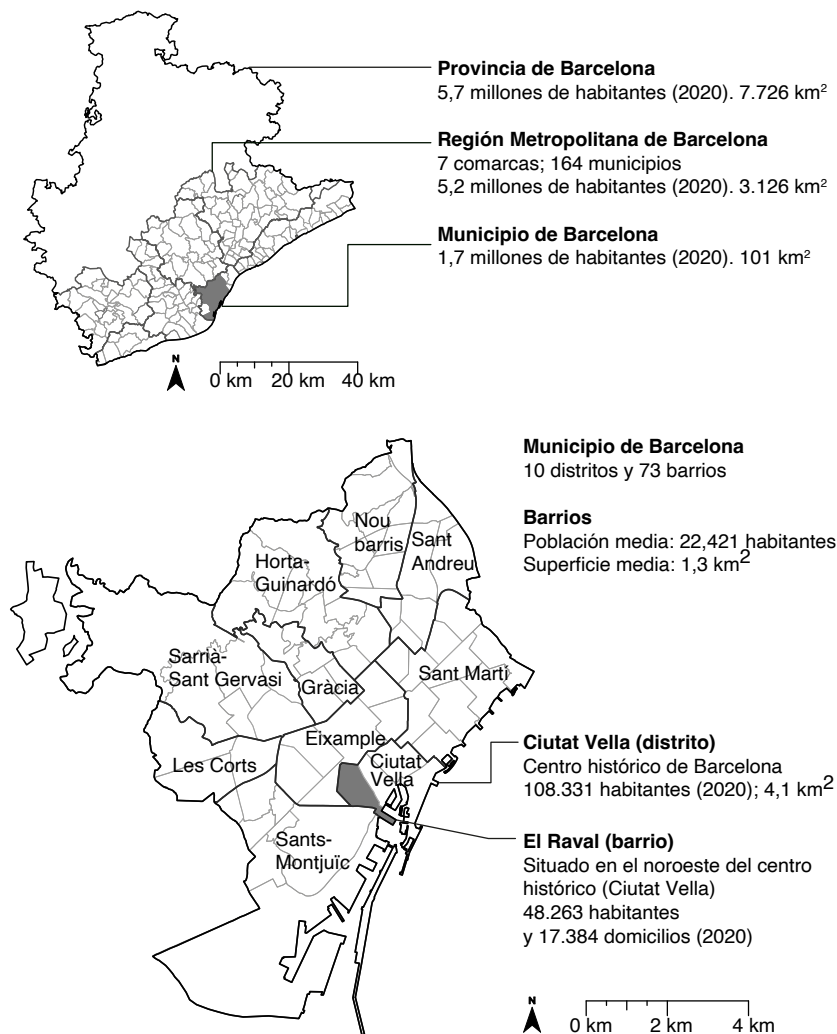 Provincia de Barcelona
5,7 millones de habitantes (2020). 7.726 km²
Región Metropolitana de Barcelona
7 comarcas; 164 municipios
5,2 millones de habitantes (2020). 3.126 km²
Municipio de Barcelona
1,7 millones de habitantes (2020). 101 km²
N
0 km 20 km 40 km
Municipio de Barcelona
10 distritos y 73 barrios
Barrios
Población media: 22,421 habitantes
Superficie media: 1,3 km²
Nou
barris
Sant
Andreu
Horta-
Guinardó
Sarrià-
Sant Gervasi
Gràcia
Sant Martí
Eixample
Les Corts
Ciutat
Vella
Sants-
Montjuïc
Ciutat Vella (distrito)
Centro histórico de Barcelona
108.331 habitantes (2020); 4,1 km²
El Raval (barrio)
Situado en el noroeste del centro
histórico (Ciutat Vella)
48.263 habitantes
y 17.384 domicilios (2020)
N
0 km 2 km 4 km